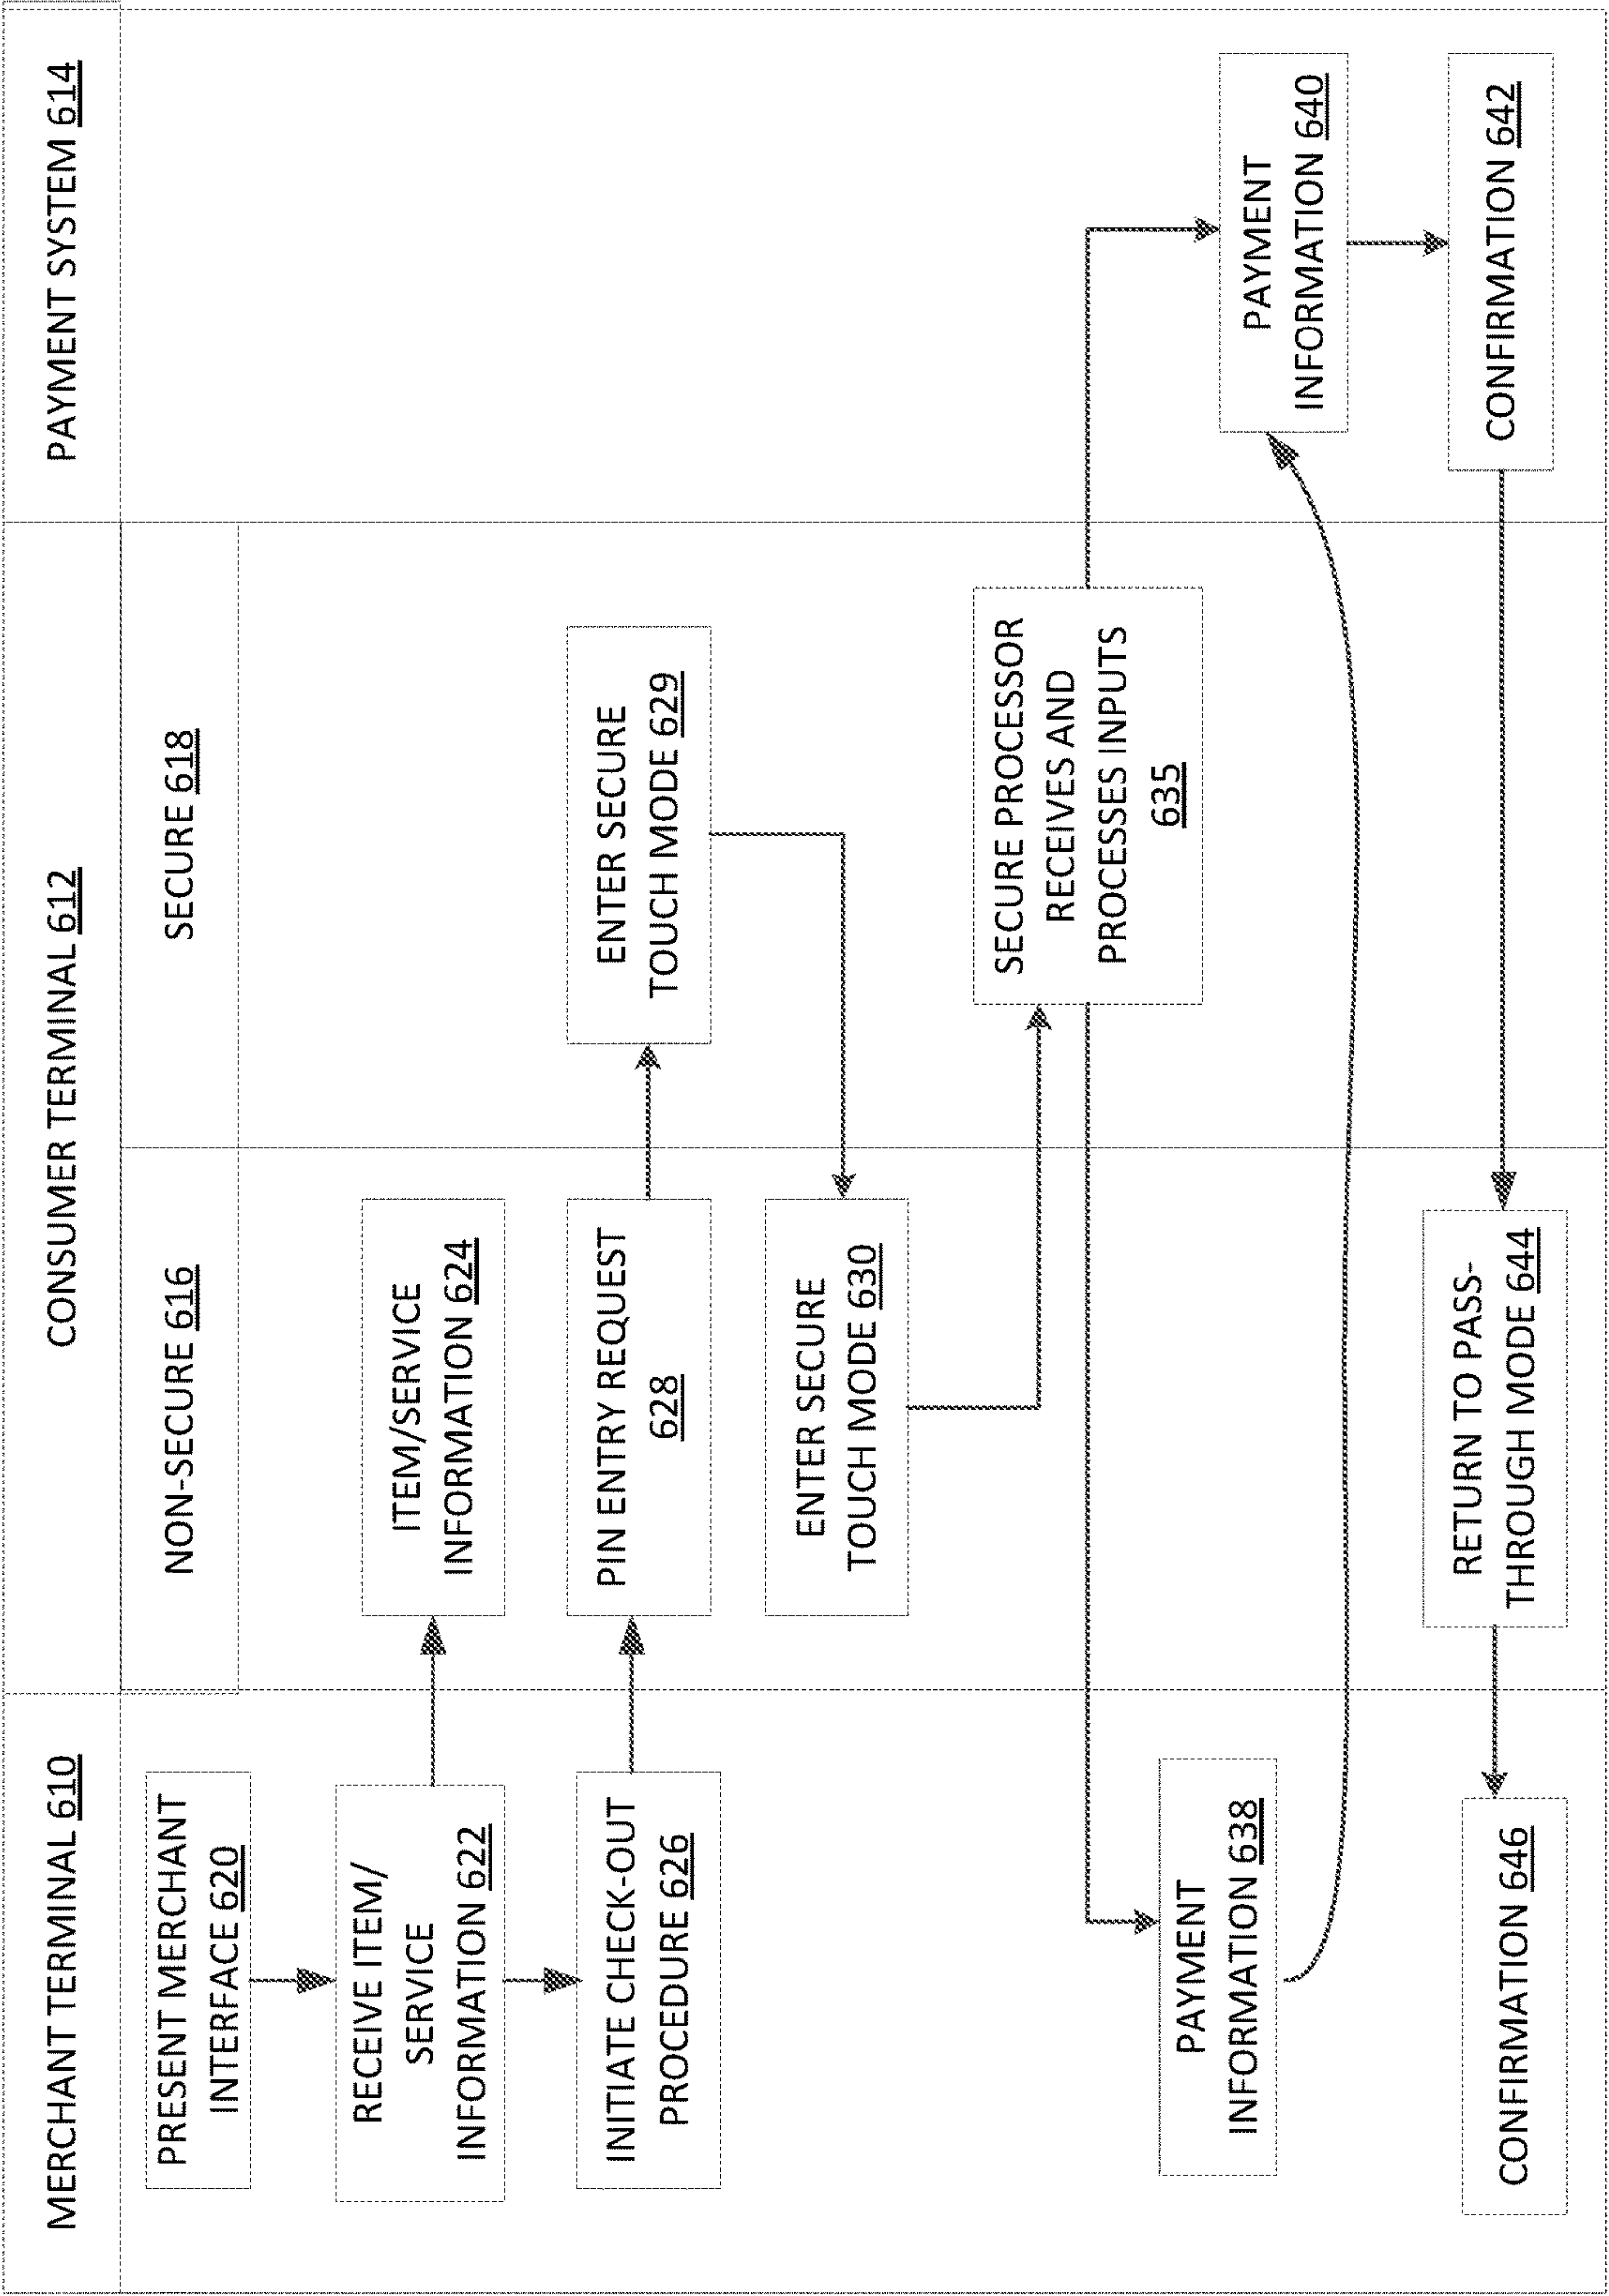 MERCHANT TERMINAL 610
CONSUMER TERMINAL 612
PAYMENT SYSTEM 614
NON-SECURE 616
SECURE 618
PRESENT MERCHANT
INTERFACE 620
RECEIVE ITEM/
SERVICE
INFORMATION 622
ITEM/SERVICE
INFORMATION 624
INITIATE CHECK-OUT
PROCEDURE 626
PIN ENTRY REQUEST
628
ENTER SECURE
TOUCH MODE 629
ENTER SECURE
TOUCH MODE 630
SECURE PROCESSOR
RECEIVES AND
PROCESSES INPUTS
635
PAYMENT
INFORMATION 638
PAYMENT
INFORMATION 640
CONFIRMATION 642
RETURN TO PASS-
THROUGH MODE 644
CONFIRMATION 646